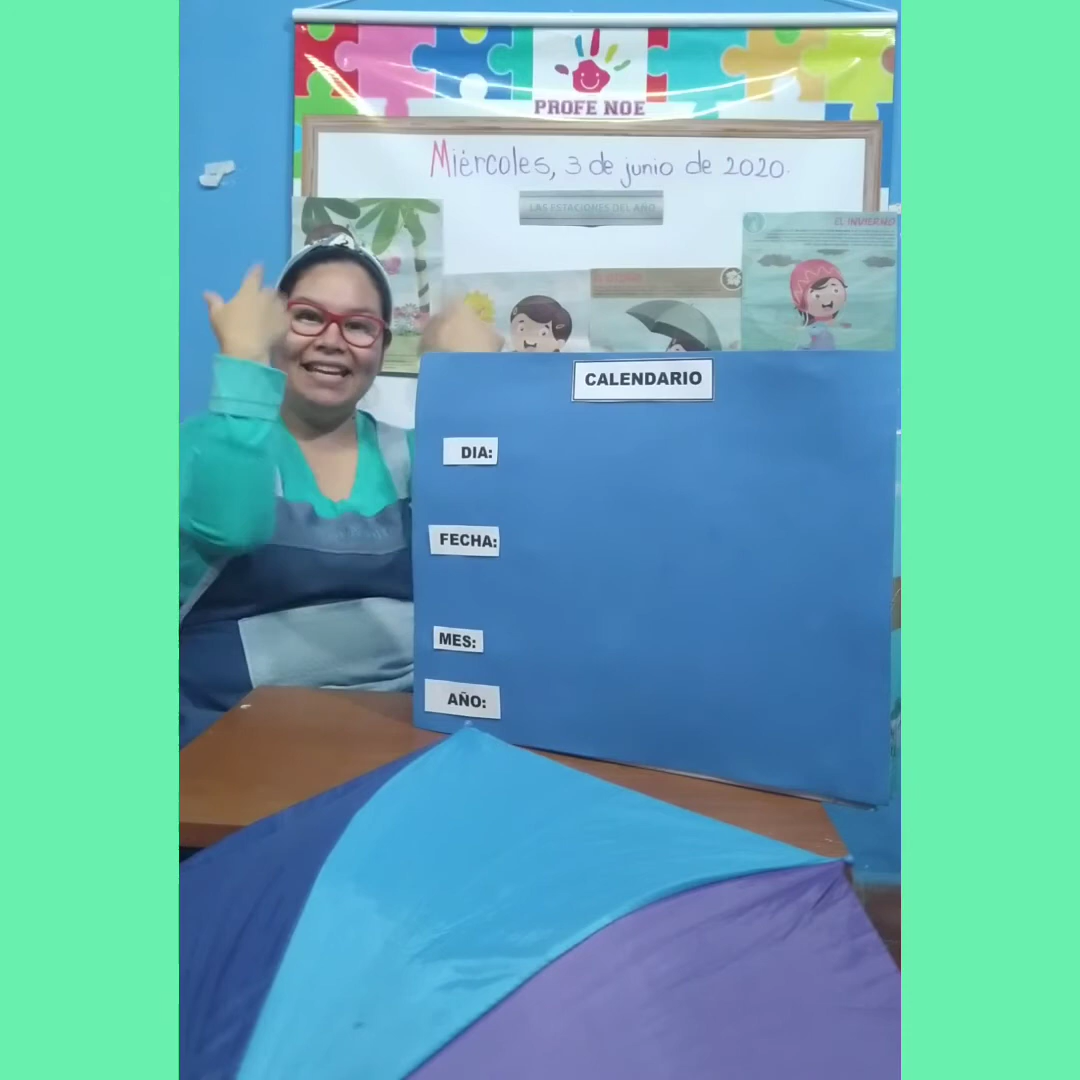 PROFE NOE
Miércoles, 3 de junio de 2020.
LAS ESTACIONES DEL AÑO
EL INVIERNO
CALENDARIO
DIA:
FECHA:
MES:
AÑO: